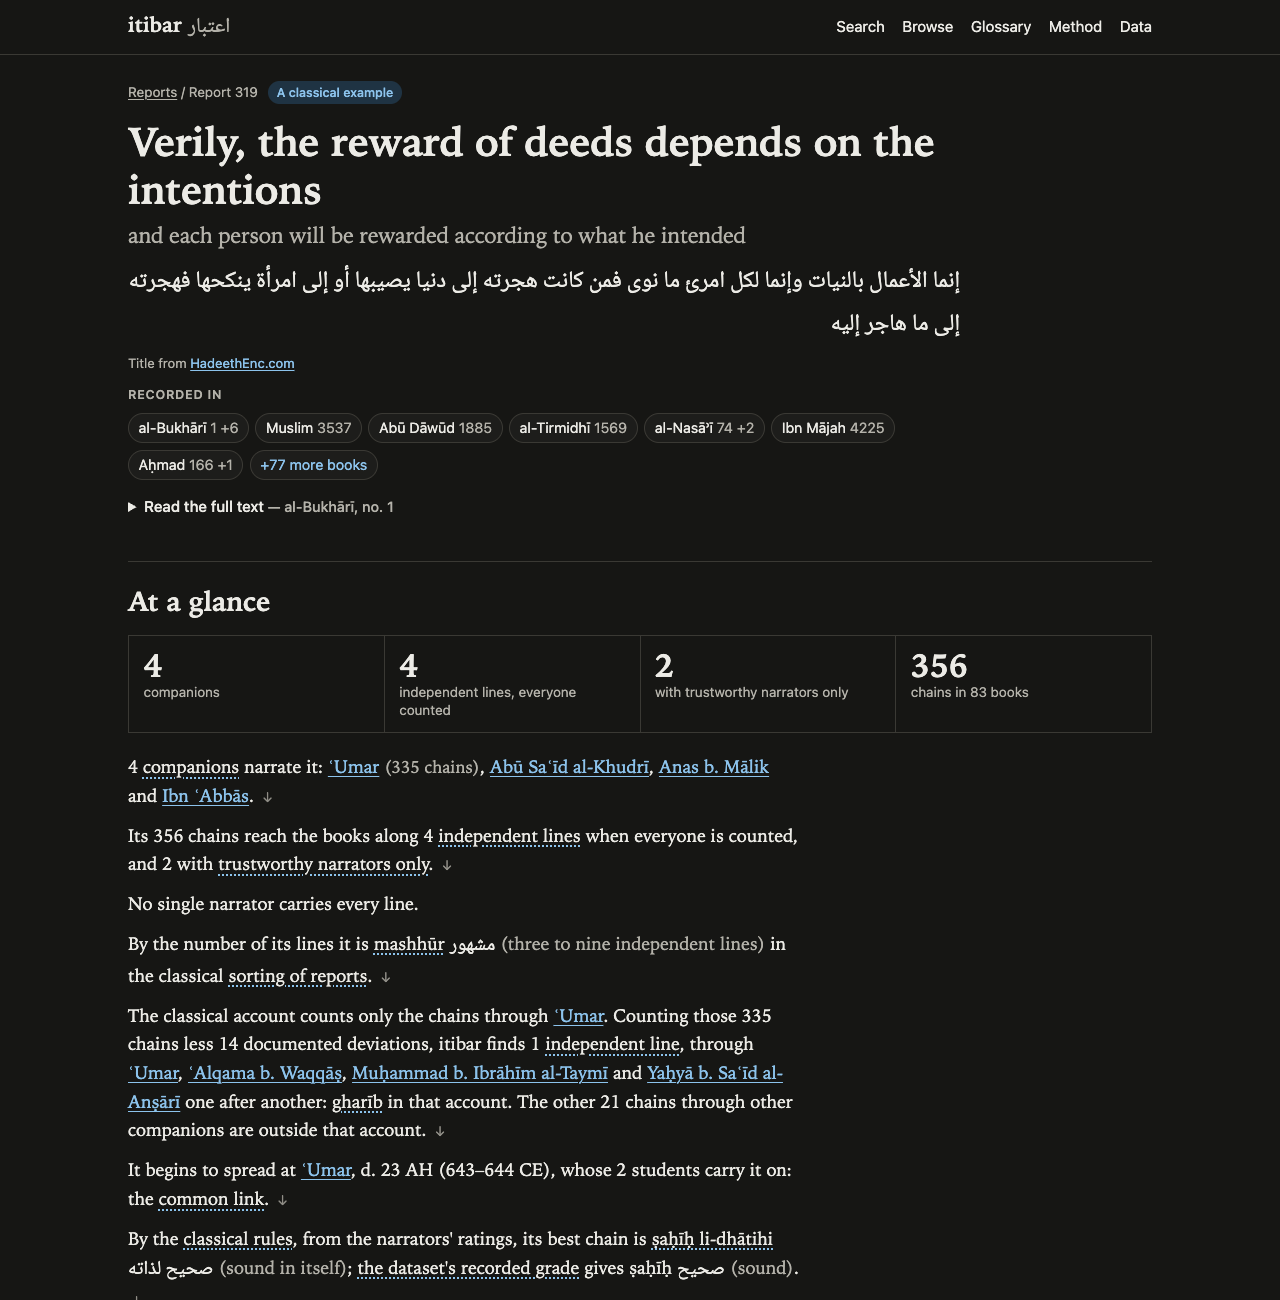 itibar اعتبار
Search Browse Glossary Method Data
Reports / Report 319 A classical example
Verily, the reward of deeds depends on the
intentions
and each person will be rewarded according to what he intended
إنما الأعمال بالنيات وإنما لكل امرئ ما نوى فمن كانت هجرته إلى دنيا يصيبها أو إلى امرأة ينكحها فهجرته
إلى ما هاجر إليه
Title from HadeethEnc.com
RECORDED IN
al-Bukhārī 1 +6 Muslim 3537 Abū Dāwūd 1885 al-Tirmidhī 1569 al-Nasāʾī 74 +2 Ibn Mājah 4225
Aḥmad 166 +1 +77 more books
▶ Read the full text — al-Bukhārī, no. 1
At a glance
4 4 2 356
companions independent lines, everyone with trustworthy narrators only chains in 83 books
counted
4 companions narrate it: ʿUmar (335 chains), Abū Saʿīd al-Khudrī, Anas b. Mālik
and Ibn ʿAbbās. ↓
Its 356 chains reach the books along 4 independent lines when everyone is counted,
and 2 with trustworthy narrators only. ↓
No single narrator carries every line.
By the number of its lines it is mashhūr مشهور (three to nine independent lines) in
the classical sorting of reports. ↓
The classical account counts only the chains through ʿUmar. Counting those 335
chains less 14 documented deviations, itibar finds 1 independent line, through
ʿUmar, ʿAlqama b. Waqqāṣ, Muḥammad b. Ibrāhīm al-Taymī and Yaḥyā b. Saʿīd al-
Anṣārī one after another: gharīb in that account. The other 21 chains through other
companions are outside that account. ↓
It begins to spread at ʿUmar, d. 23 AH (643–644 CE), whose 2 students carry it on:
the common link. ↓
By the classical rules, from the narrators' ratings, its best chain is ṣaḥīḥ li-dhātihi
صحيح لذاته (sound in itself); the dataset's recorded grade gives ṣaḥīḥ صحيح (sound).